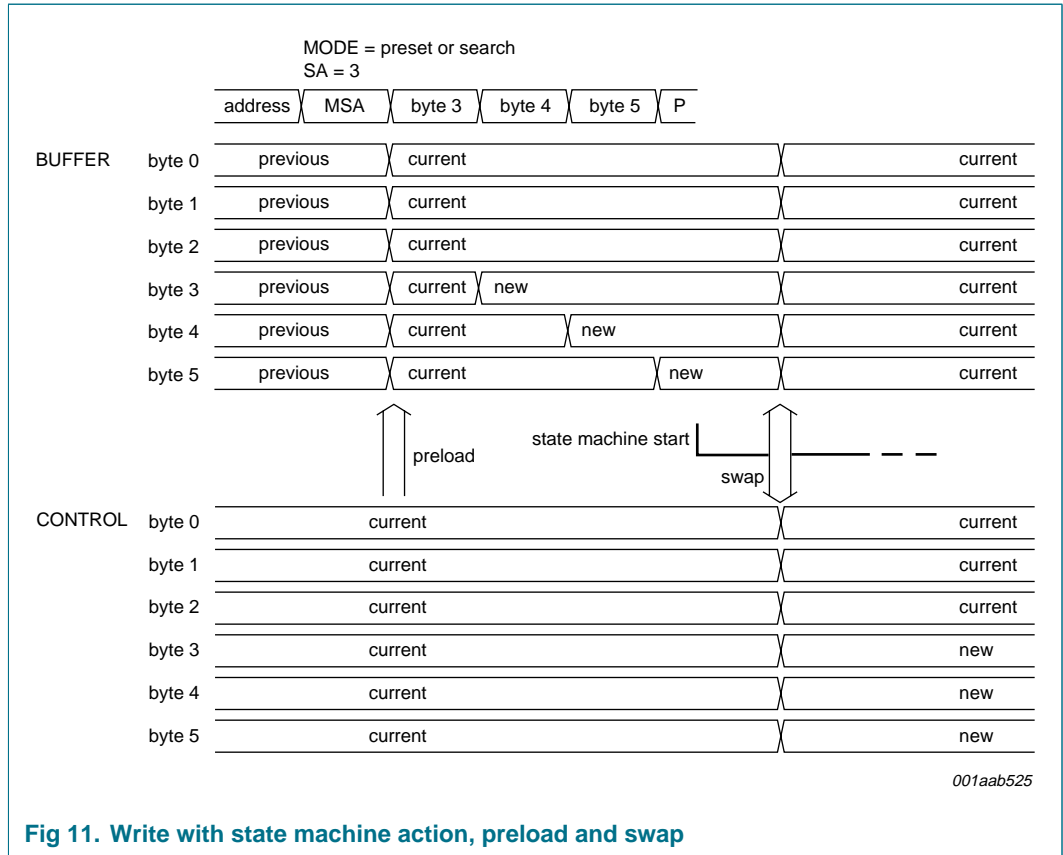 MODE = preset or search
SA = 3
address MSA byte 3 byte 4 byte 5 P
BUFFER byte 0 previous current current
byte 1 previous current current
byte 2 previous current current
byte 3 previous current new current
byte 4 previous current new current
byte 5 previous current new current
state machine start
preload
swap
CONTROL byte 0 current current
byte 1 current current
byte 2 current current
byte 3 current new
byte 4 current new
byte 5 current new
001aab525
Fig 11. Write with state machine action, preload and swap